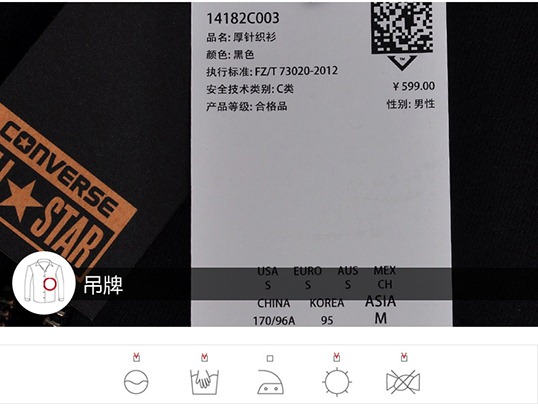 14182C003
品名: 厚针织衫
颜色: 黑色
执行标准: FZ/T 73020-2012
安全技术类别: C类
¥ 599.00
产品等级: 合格品
性别: 男性
CONVERSE
STAR
吊牌
USA EURO AUS MEX
S S S CH
CHINA KOREA ASIA
170/96A 95 M